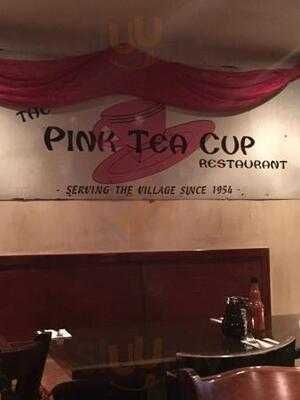 THE
PINK TEA CUP
RESTAURANT
- SERVING THE VILLAGE SINCE 1954 -